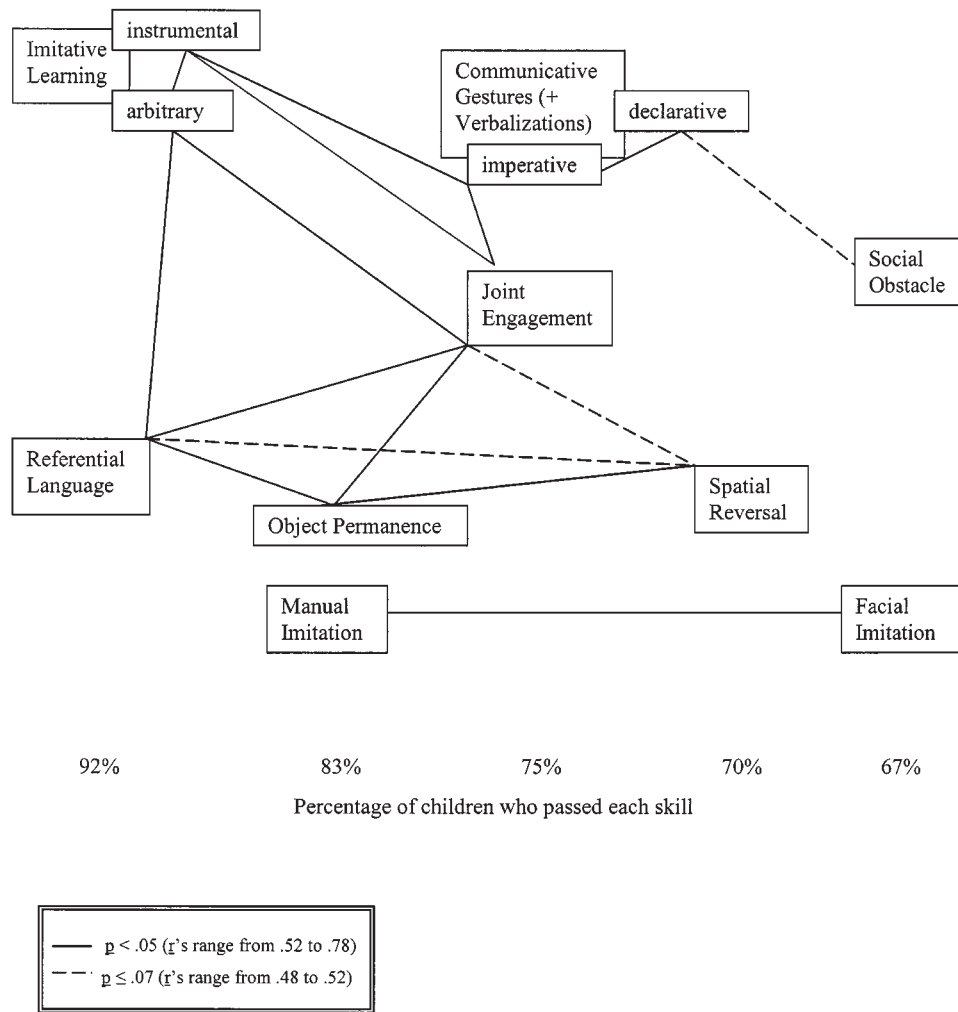 instrumental
Imitative
Learning
arbitrary
Communicative
Gestures (+
Verbalizations)
declarative
imperative
Social
Obstacle
Joint
Engagement
Referential
Language
Spatial
Reversal
Object Permanence
Manual
Imitation
Facial
Imitation
92% 83% 75% 70% 67%
Percentage of children who passed each skill
p < .05 (r's range from .52 to .78)
p ≤ .07 (r's range from .48 to .52)